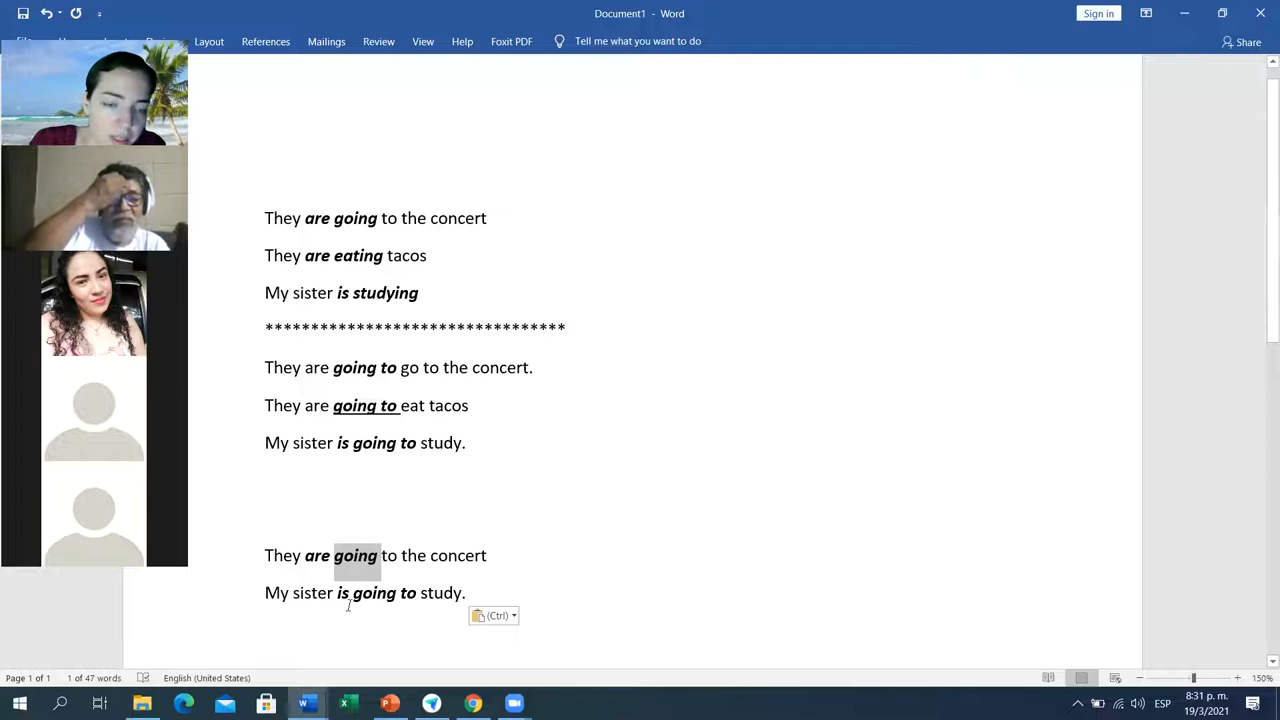 Document1 - Word
Sign in
Layout References Mailings Review View Help Foxit PDF Tell me what you want to do
Share
They are going to the concert
They are eating tacos
My sister is studying
*********************************
They are going to go to the concert.
They are going to eat tacos
My sister is going to study.
They are going to the concert
My sister is going to study.
(Ctrl)
Page 1 of 1 1 of 47 words English (United States) 150%
ESP 8:31 p. m.
19/3/2021